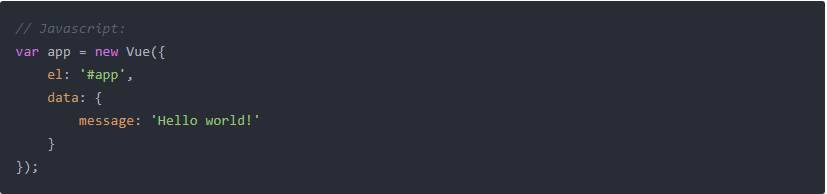 // Javascript:
var app = new Vue({
    el: '#app',
    data: {
        message: 'Hello world!'
    }
});